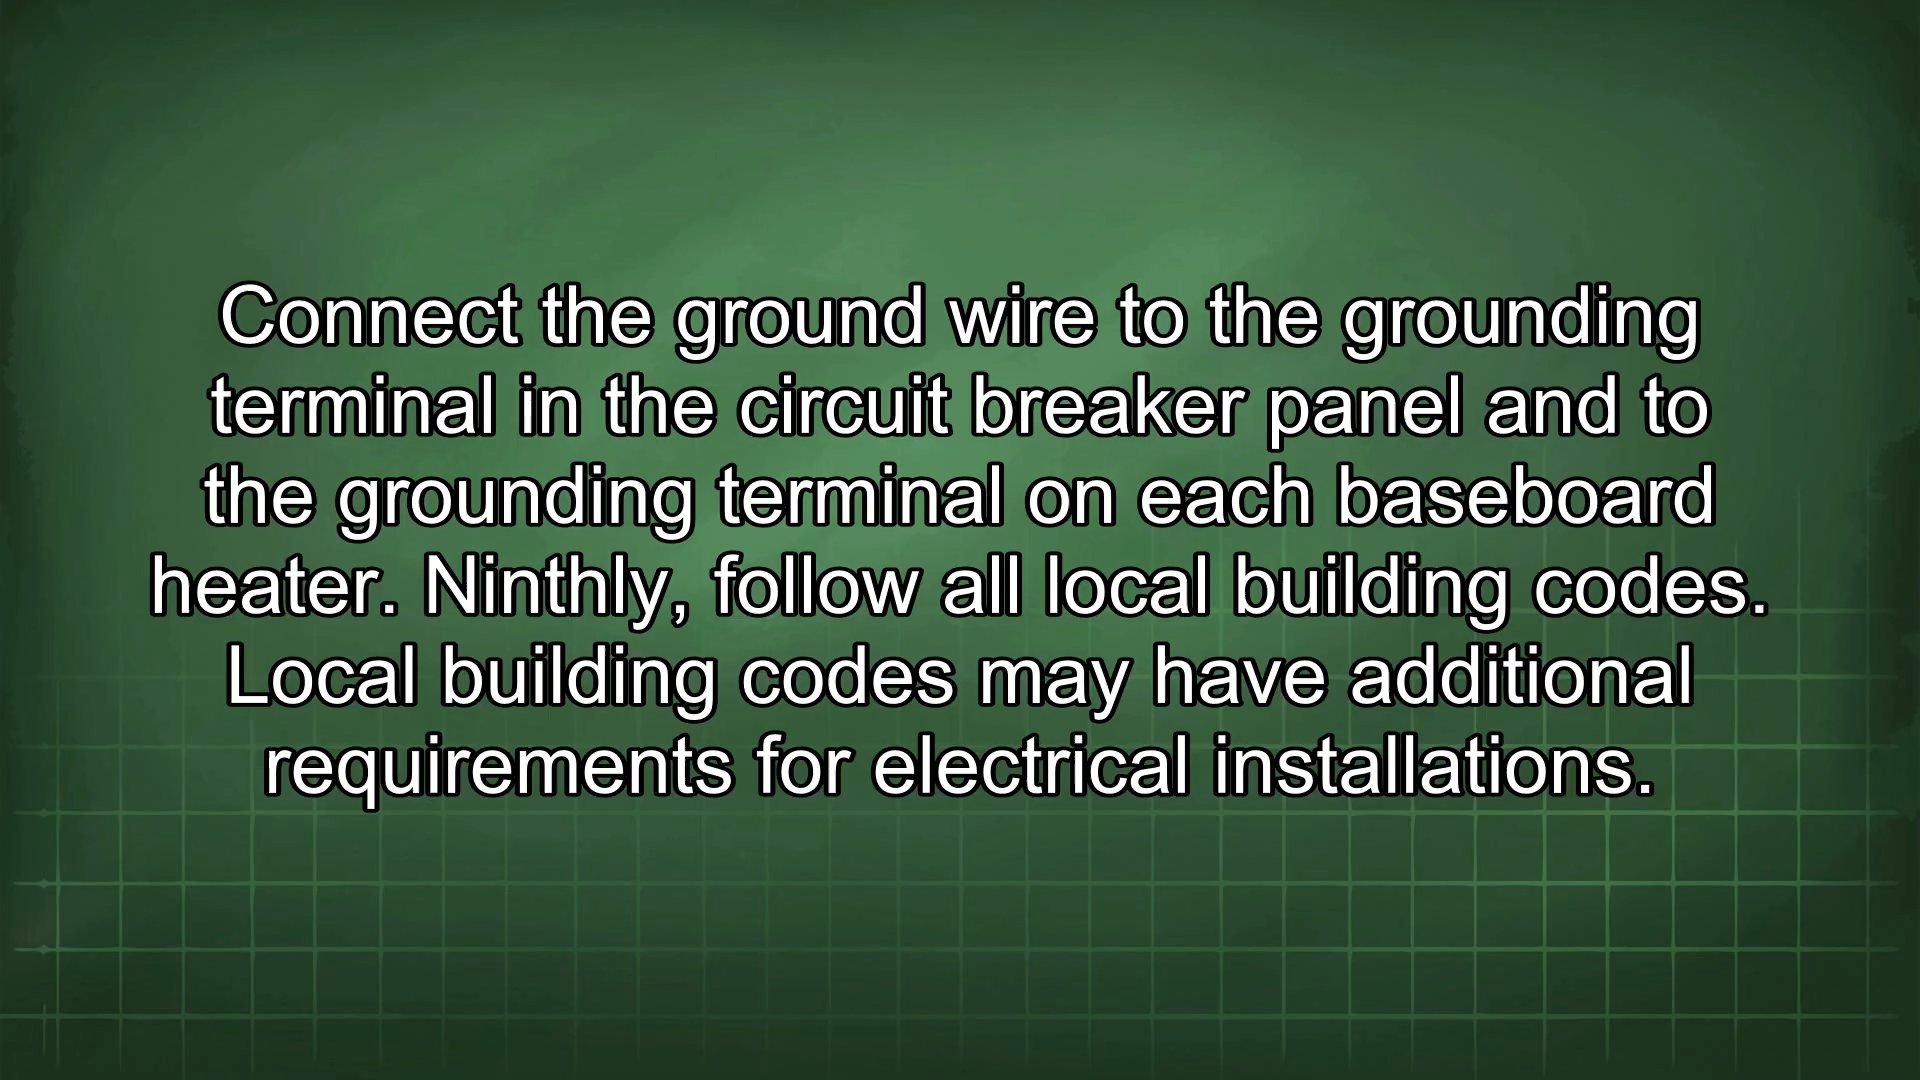 Connect the ground wire to the grounding
terminal in the circuit breaker panel and to
the grounding terminal on each baseboard
heater. Ninthly, follow all local building codes.
Local building codes may have additional
requirements for electrical installations.